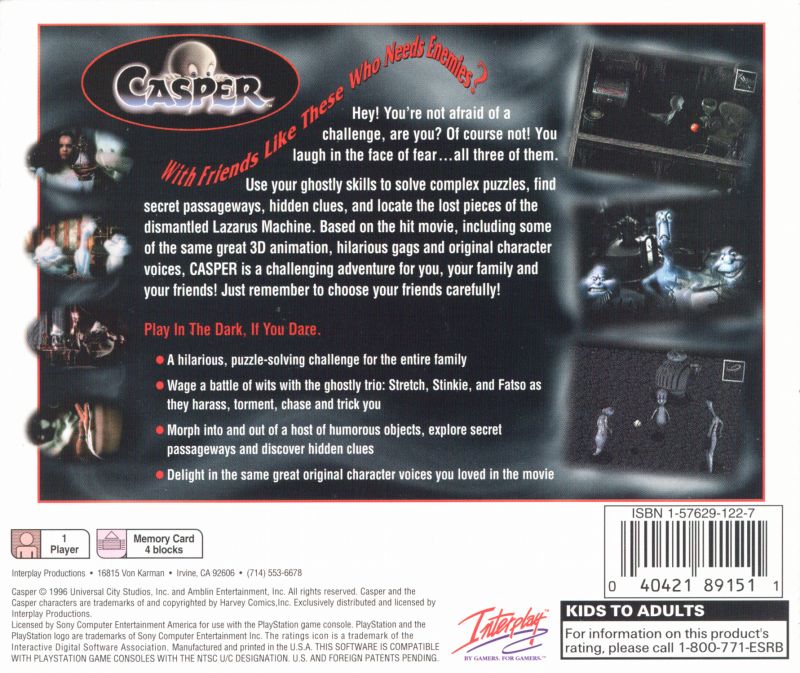 CASPER™
With Friends Like These Who Needs Enemies?
Hey! You're not afraid of a
challenge, are you? Of course not! You
laugh in the face of fear...all three of them.
Use your ghostly skills to solve complex puzzles, find
secret passageways, hidden clues, and locate the lost pieces of the
dismantled Lazarus Machine. Based on the hit movie, including some
of the same great 3D animation, hilarious gags and original character
voices, CASPER is a challenging adventure for you, your family and
your friends! Just remember to choose your friends carefully!
Play In The Dark, If You Dare.
• A hilarious, puzzle-solving challenge for the entire family
• Wage a battle of wits with the ghostly trio: Stretch, Stinkie, and Fatso as
they harass, torment, chase and trick you
• Morph into and out of a host of humorous objects, explore secret
passageways and discover hidden clues
• Delight in the same great original character voices you loved in the movie
1
Player
Memory Card
4 blocks
Interplay Productions • 16815 Von Karman • Irvine, CA 92606 • (714) 553-6678
Casper © 1996 Universal City Studios, Inc. and Amblin Entertainment, Inc. All rights reserved. Casper and the
Casper characters are trademarks of and copyrighted by Harvey Comics,Inc. Exclusively distributed and licensed by
Interplay Productions.
Licensed by Sony Computer Entertainment America for use with the PlayStation game console. PlayStation and the
PlayStation logo are trademarks of Sony Computer Entertainment Inc. The ratings icon is a trademark of the
Interactive Digital Software Association. Manufactured and printed in the U.S.A. THIS SOFTWARE IS COMPATIBLE
WITH PLAYSTATION GAME CONSOLES WITH THE NTSC U/C DESIGNATION. U.S. AND FOREIGN PATENTS PENDING.
Interplay™
BY GAMERS. FOR GAMERS.™
ISBN 1-57629-122-7
0 40421 89151 1
KIDS TO ADULTS
For information on this product's
rating, please call 1-800-771-ESRB